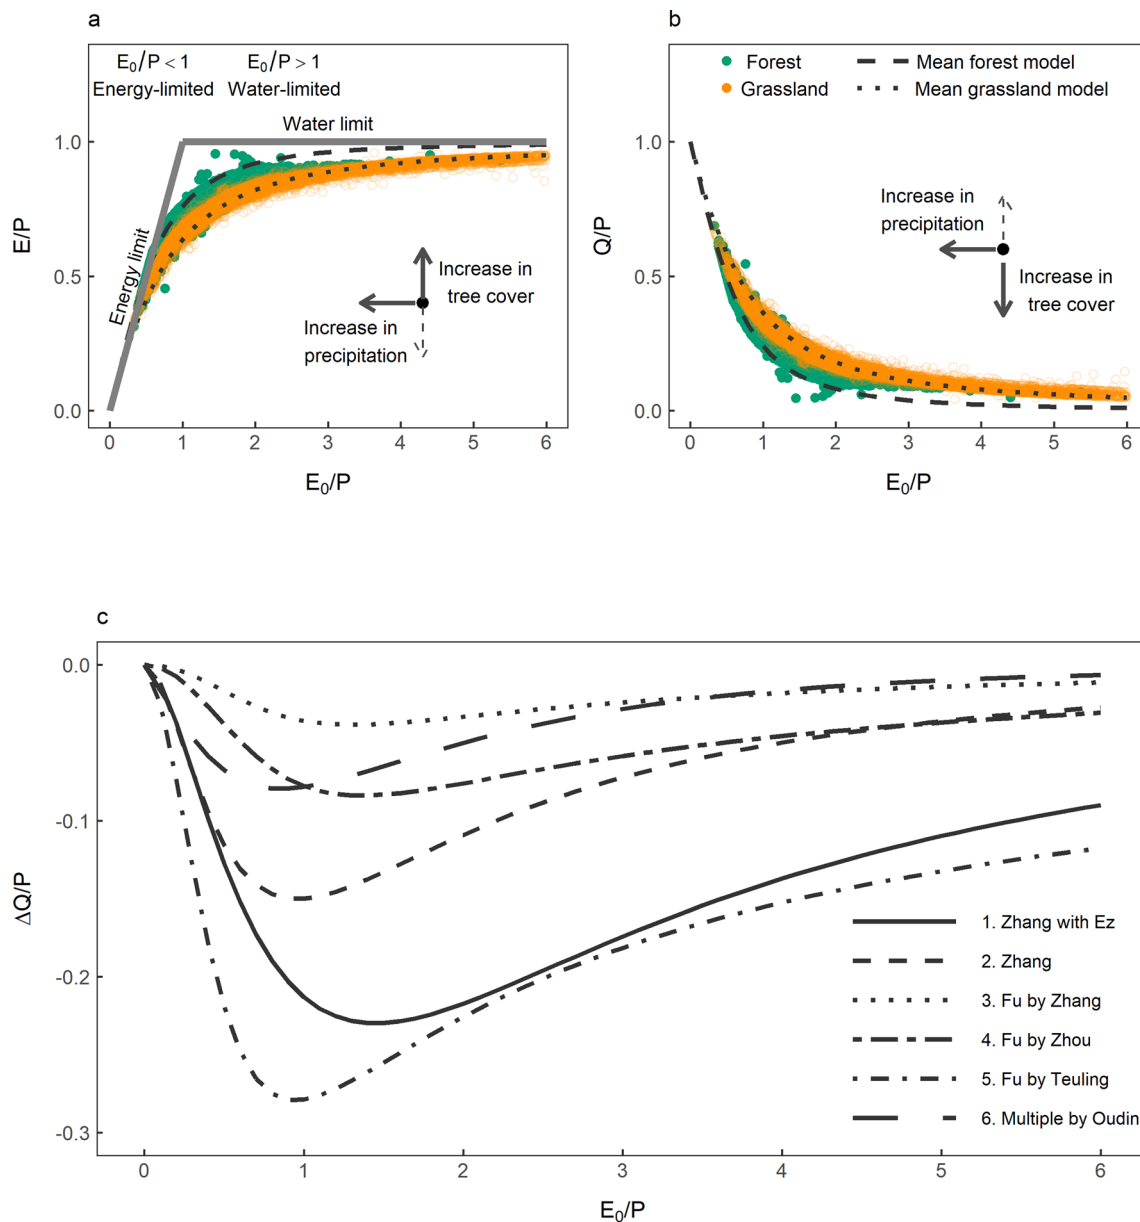 a
E₀/P < 1
Energy-limited
E₀/P > 1
Water-limited
Water limit
Energy limit
Increase in
tree cover
Increase in
precipitation
E/P
1.0
0.5
0.0
0 1 2 3 4 5 6
E₀/P
b
Forest
Grassland
Mean forest model
Mean grassland model
Increase in
precipitation
Increase in
tree cover
Q/P
1.0
0.5
0.0
0 1 2 3 4 5 6
E₀/P
c
0.0
-0.1
-0.2
-0.3
ΔQ/P
1. Zhang with Ez
2. Zhang
3. Fu by Zhang
4. Fu by Zhou
5. Fu by Teuling
6. Multiple by Oudin
0 1 2 3 4 5 6
E₀/P